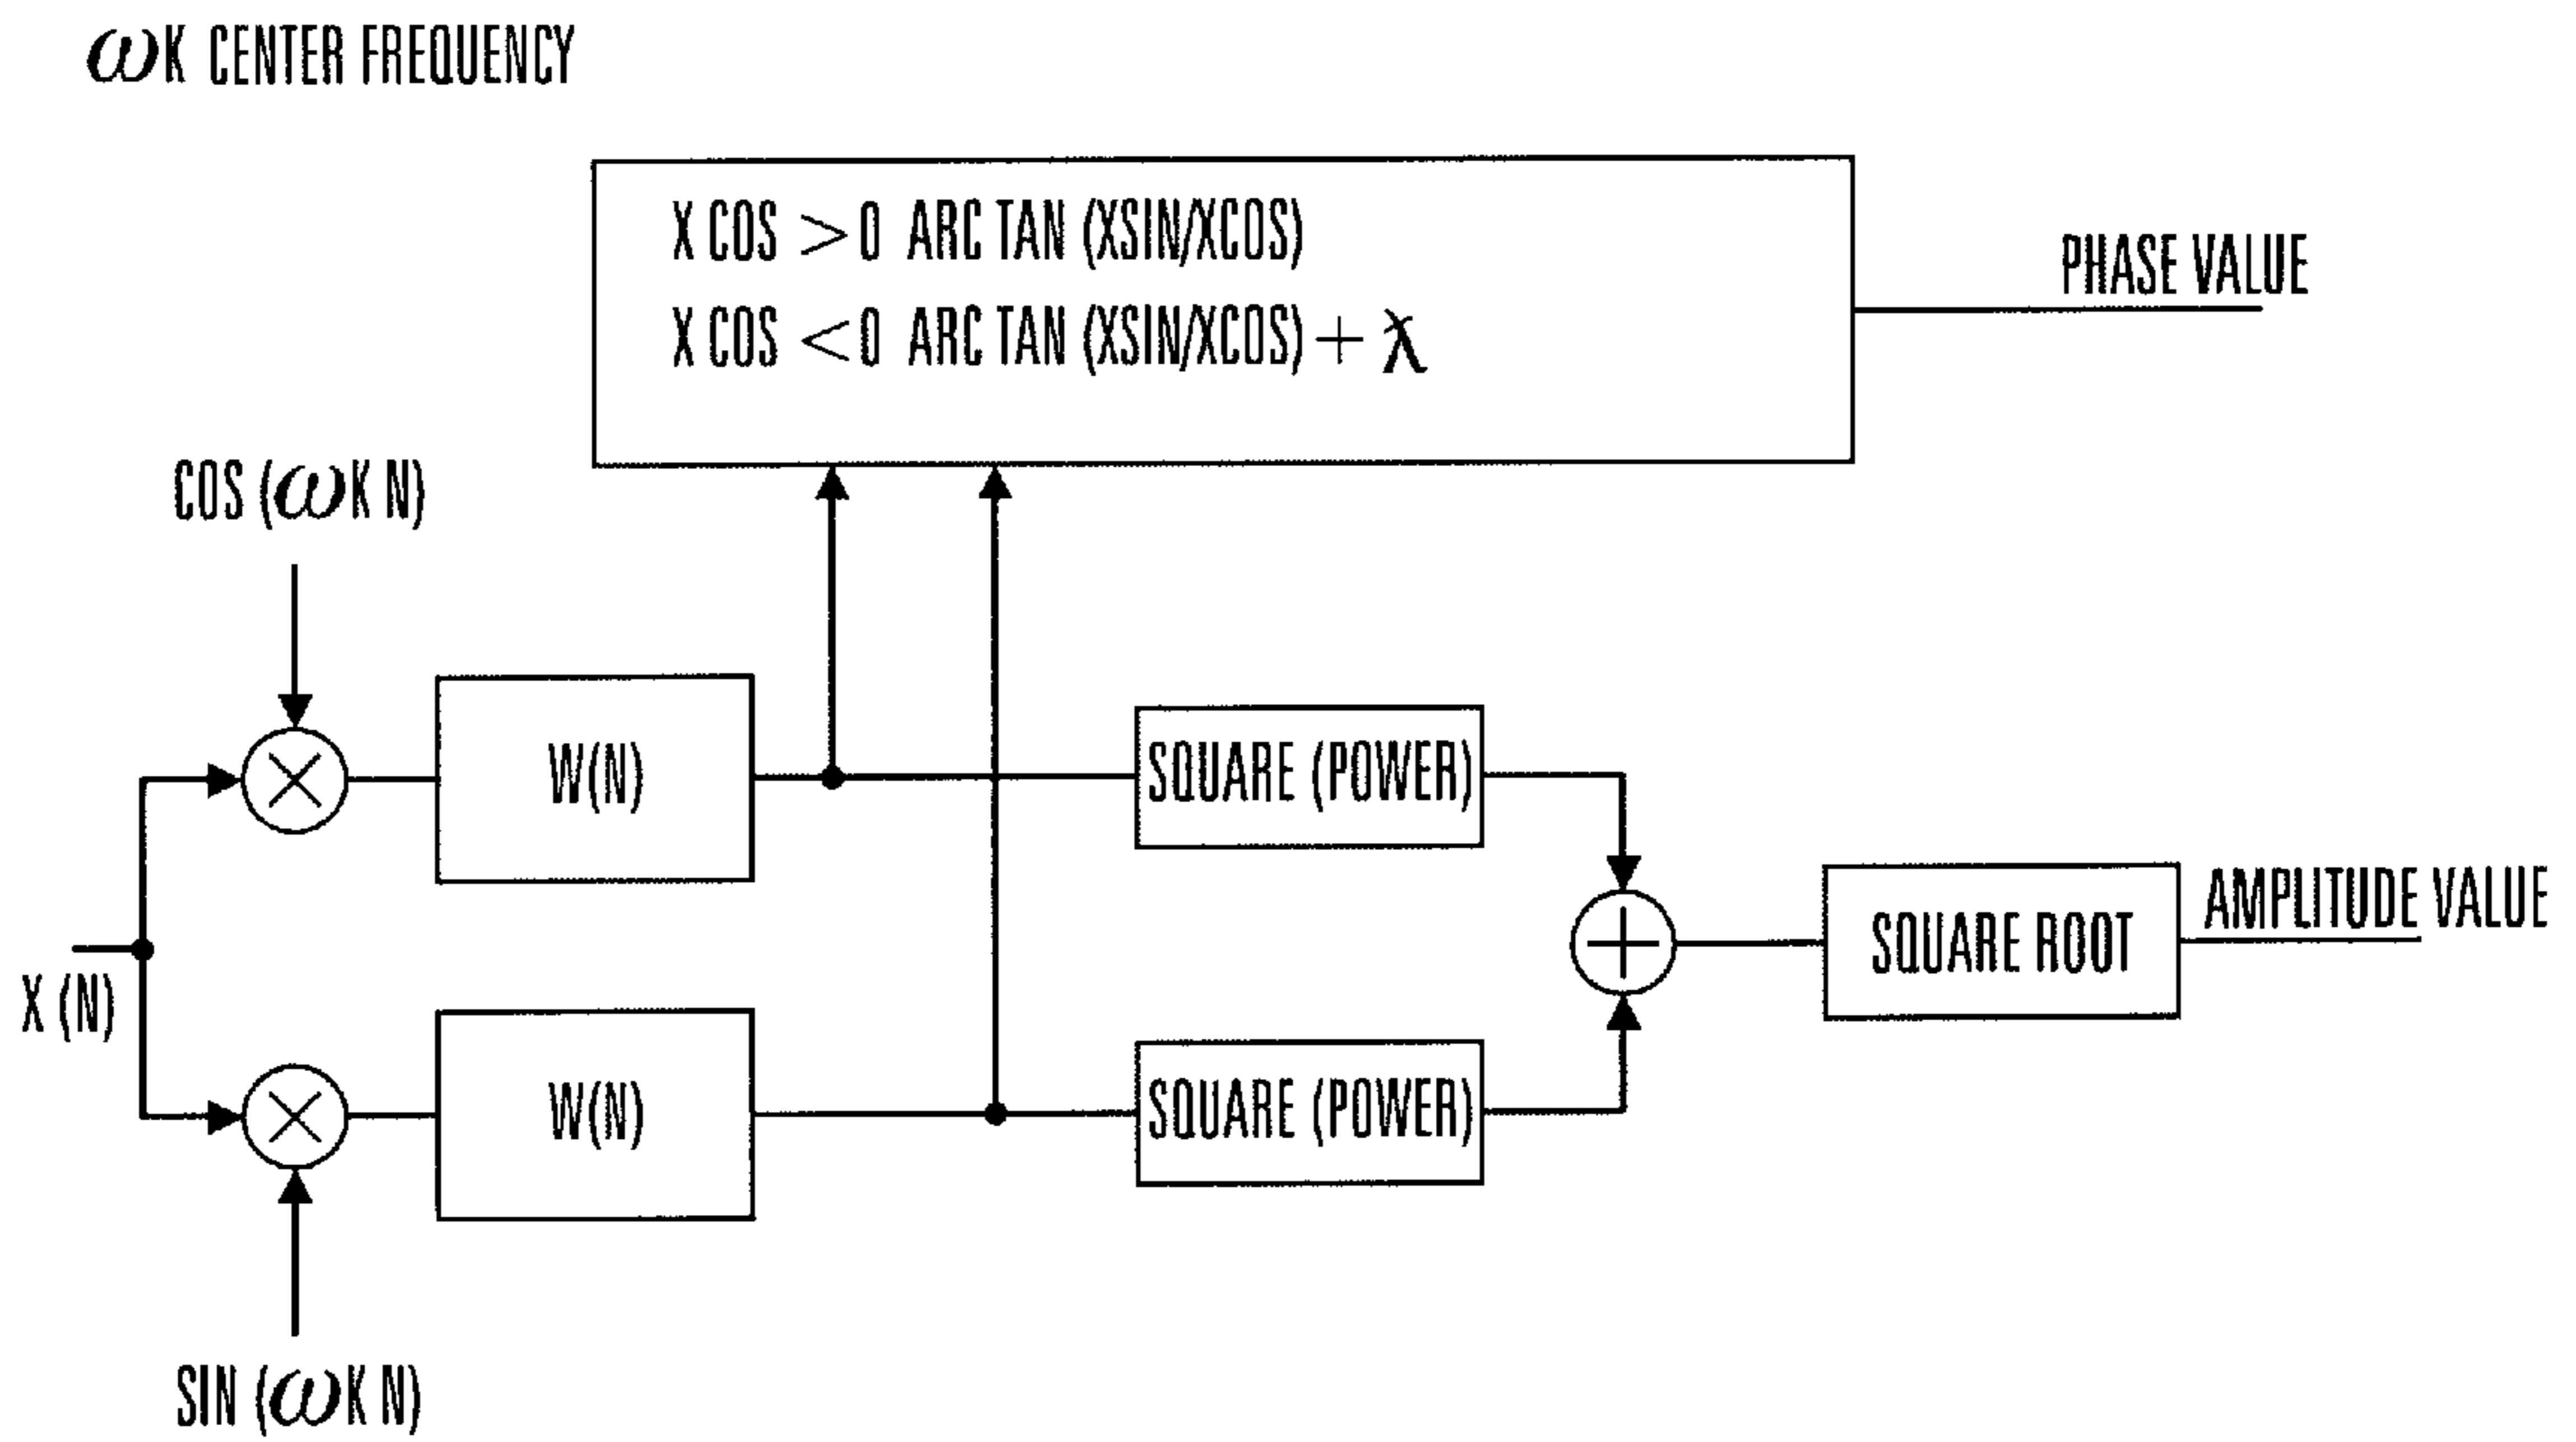 ωK CENTER FREQUENCY
X COS >0 ARC TAN (XSIN/XCOS)
X COS <0 ARC TAN (XSIN/XCOS)+
PHASE VALUE
COS (ωK N)
W(N)
SQUARE (POWER)
X (N)
SQUARE ROOT
AMPLITUDE VALUE
W(N)
SQUARE (POWER)
SIN (ωK N)